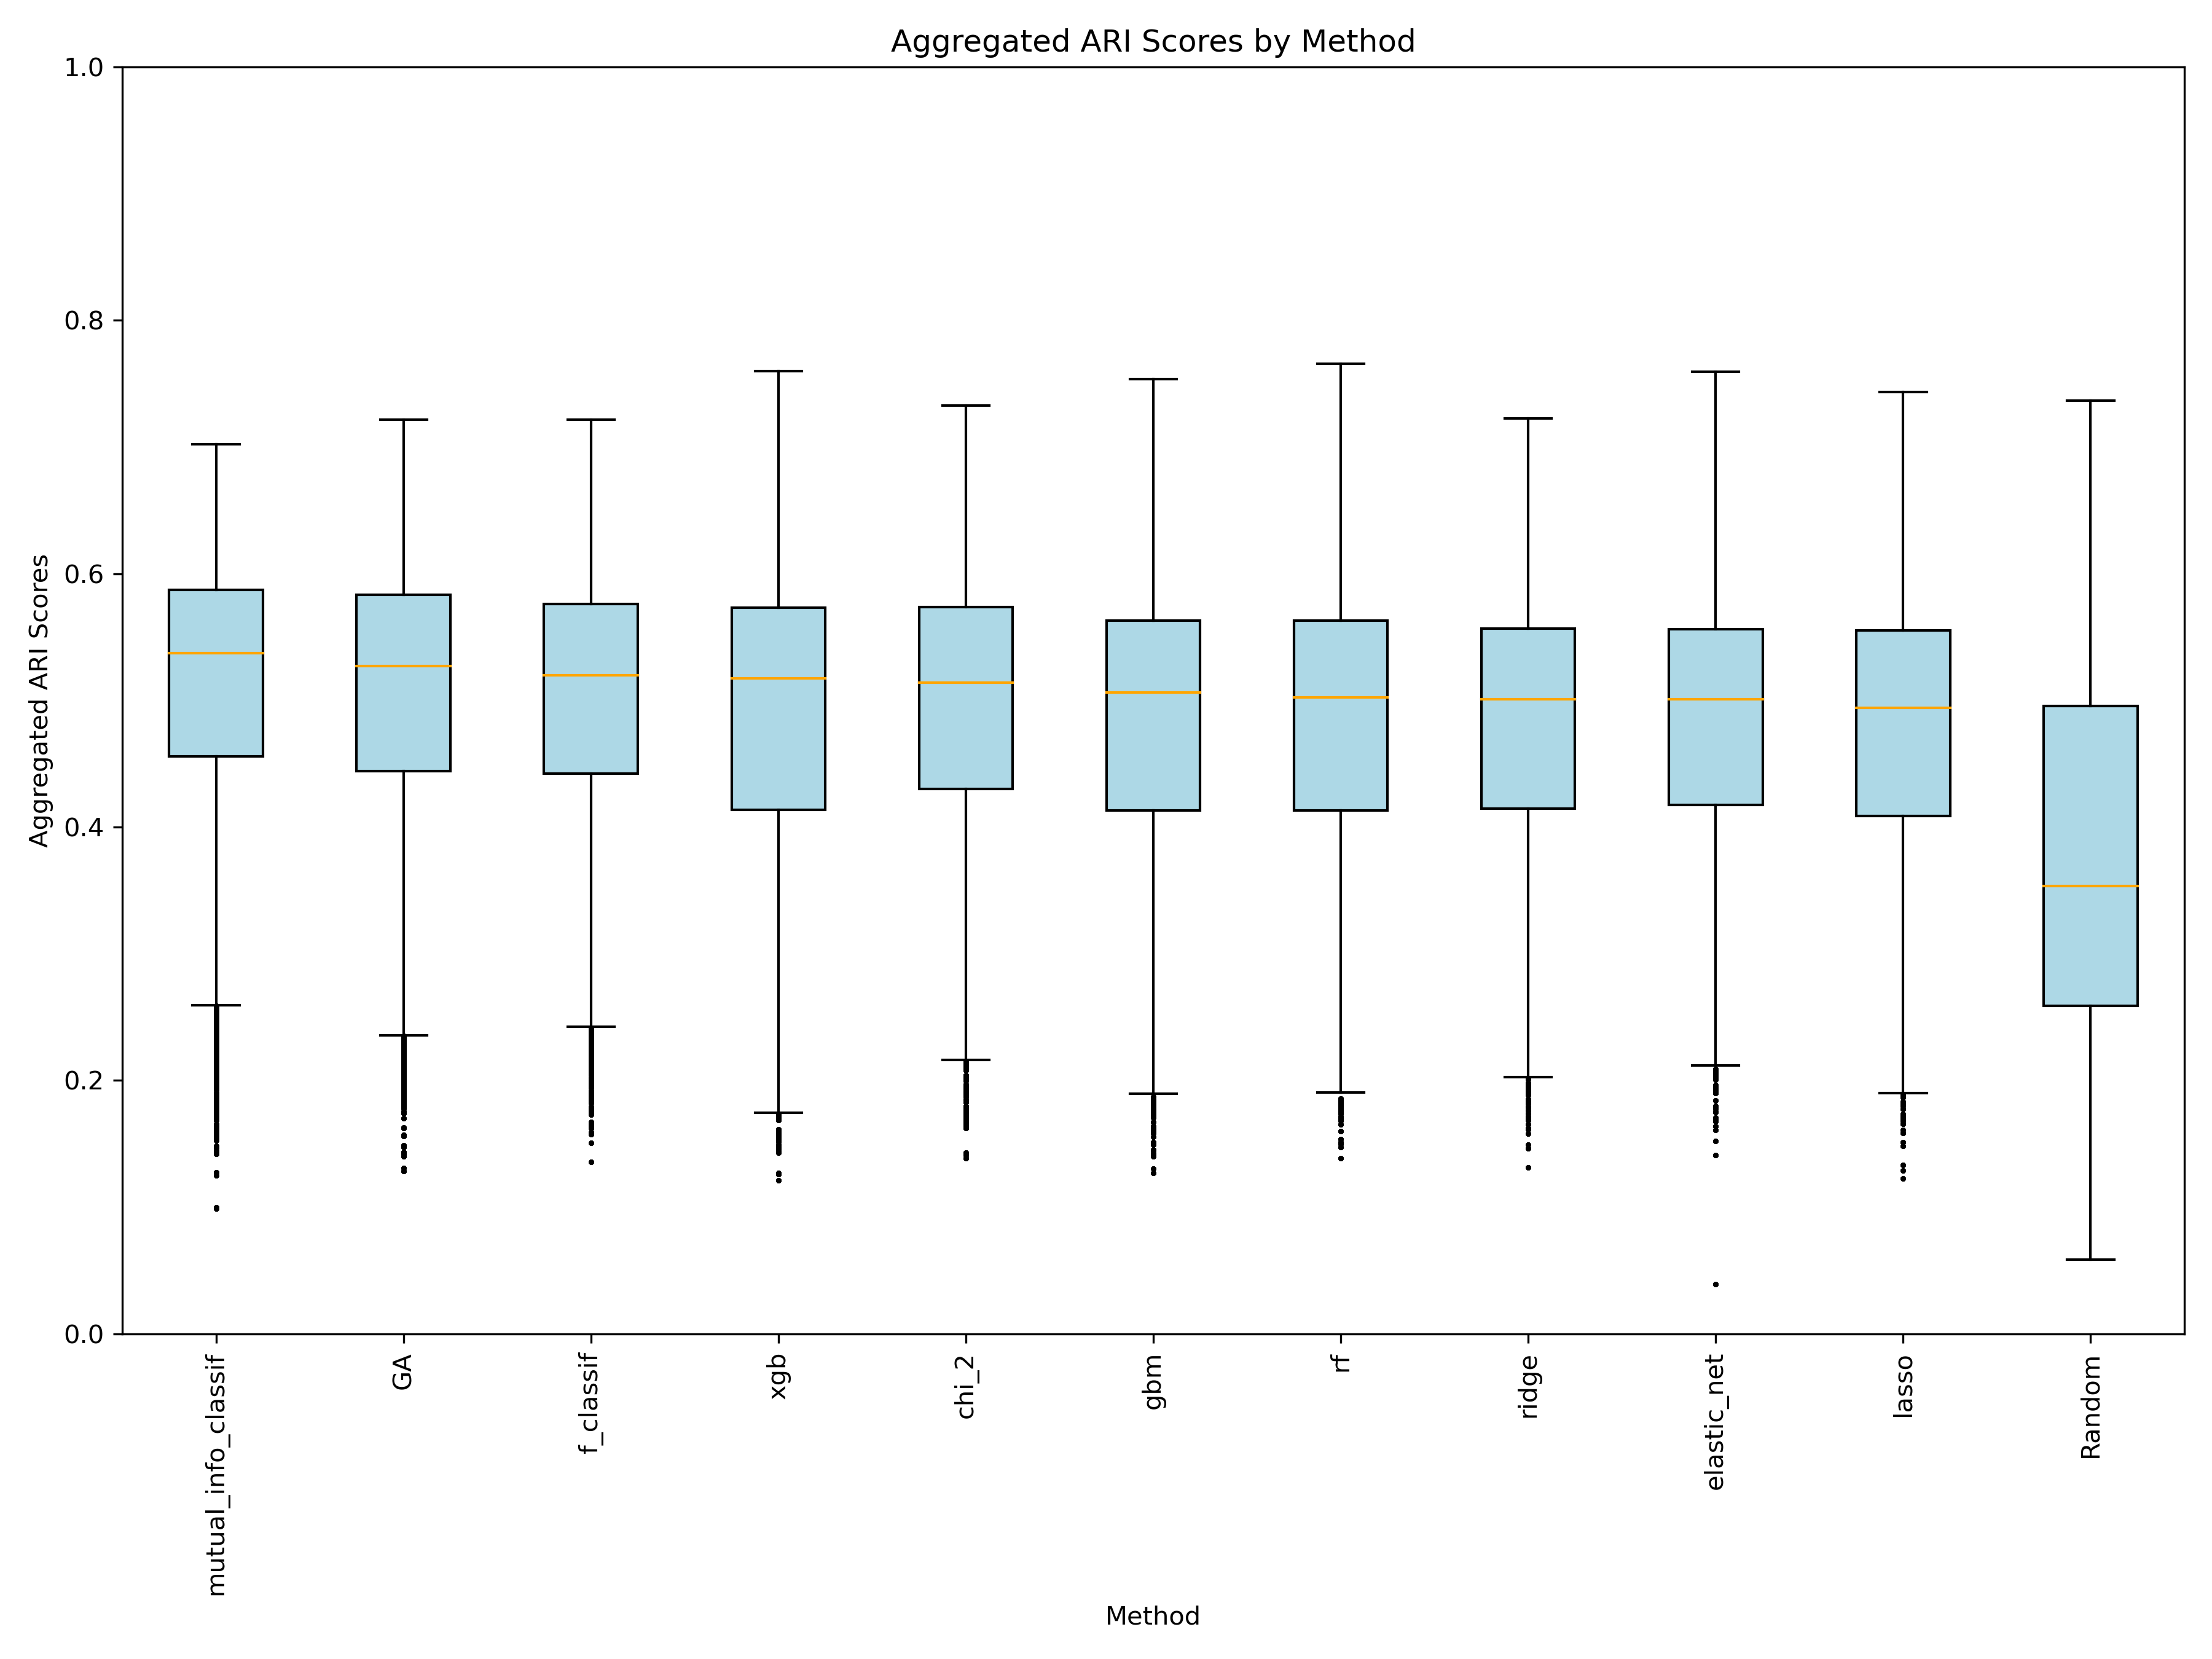 Aggregated ARI Scores by Method
Aggregated ARI Scores
1.0
0.8
0.6
0.4
0.2
0.0
mutual_info_classif
GA
f_classif
xgb
chi_2
gbm
rf
ridge
elastic_net
lasso
Random
Method